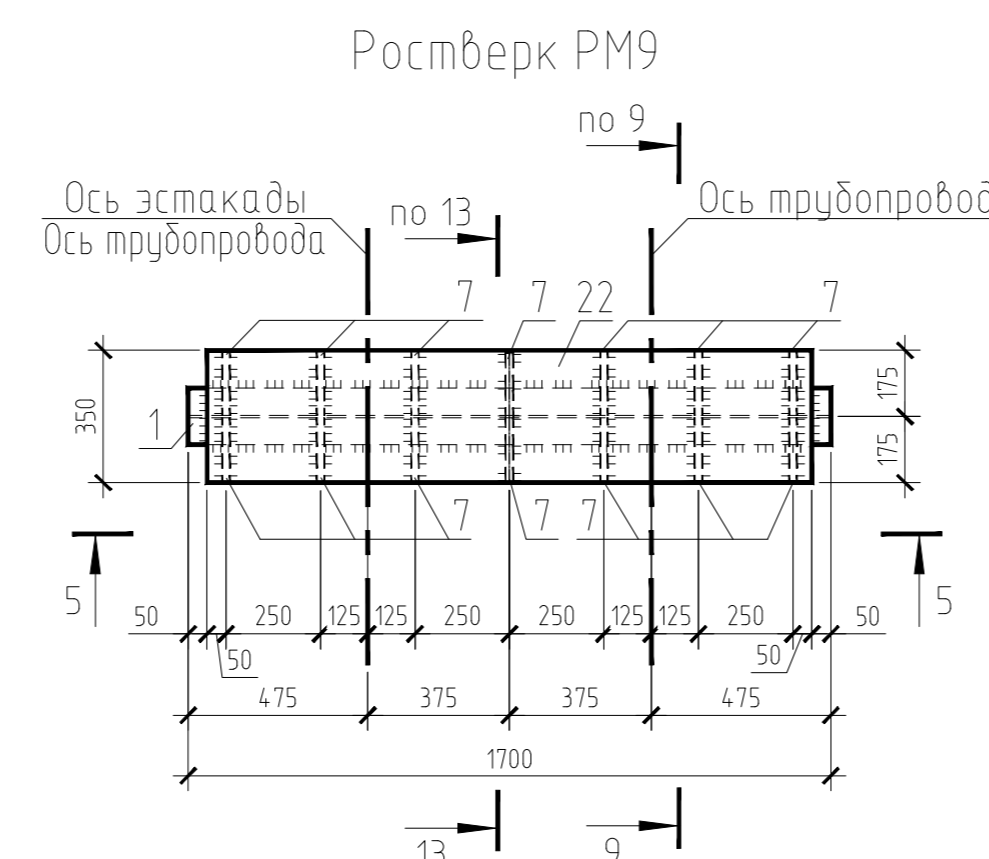 Ростверк РМ9
по 9
Ось эстакады
Ось трубопровод
по 13
Ось трубопровода
7 7 22 7
350
1
175
175
7 7 7
5 5
50 250 125 125 250 250 125 125 250 50
50 50
475 375 375 475
1700
13 9